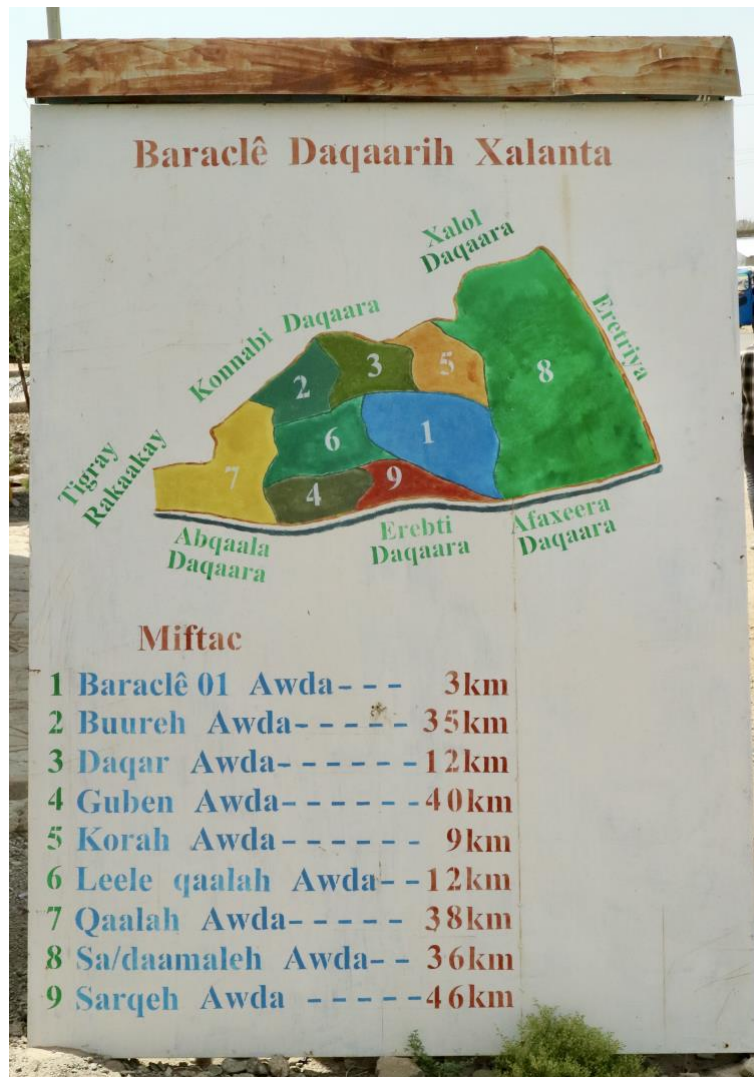 Baraclê Daqaarih Xalanta
Xalol
Daqaara
Konnabi Daqaara
Eretriya
2
3
5
8
6
1
7
4
9
Tigray
Rakaakay
Abqaala
Daqaara
Erebti
Daqaara
Afaxeera
Daqaara
Miftac
1 Baraclê 01 Awda--- 3km
2 Buureh Awda----- 35km
3 Daqar Awda------12km
4 Guben Awda------40km
5 Korah Awda------ 9km
6 Leele qaalah Awda--12km
7 Qaalah Awda----- 38km
8 Sa/daamaleh Awda-- 36km
9 Sarqeh Awda -----46km